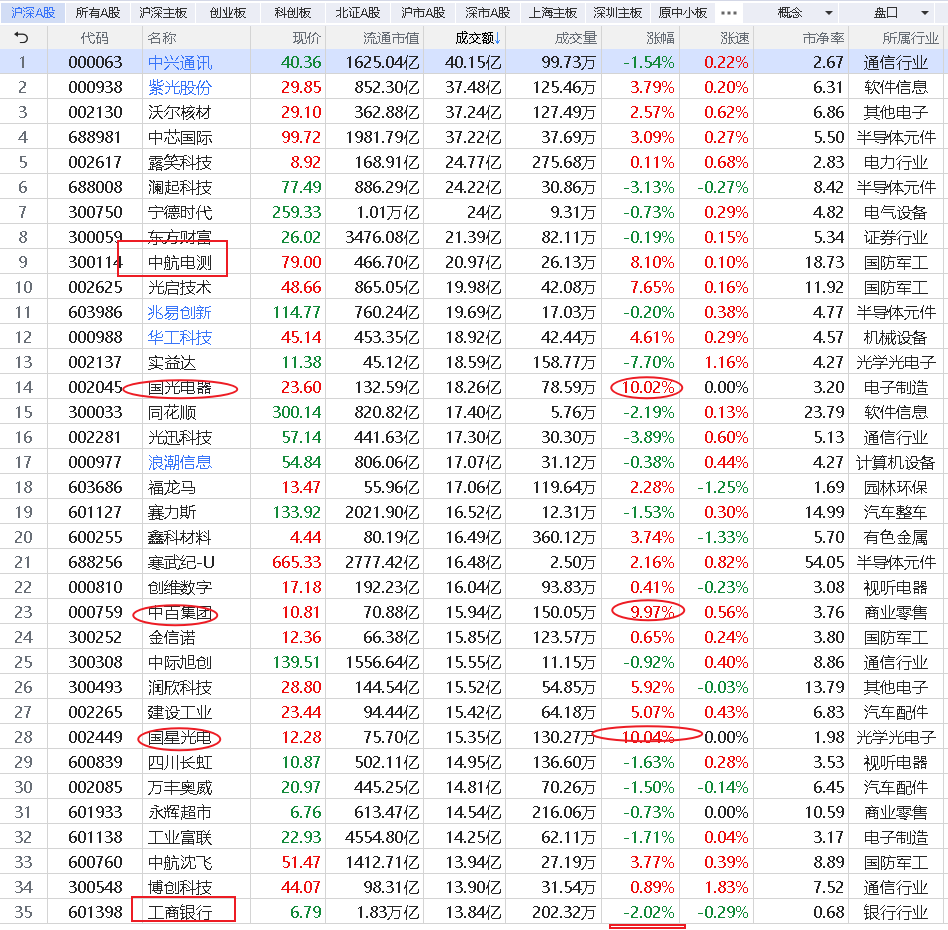 沪深A股 所有A股 沪深主板 创业板 科创板 北证A股 沪市A股 深市A股 上海主板 深圳主板 原中小板 ••• 概念 盘口
代码 名称 现价 流通市值 成交额↓ 成交量 涨幅 涨速 市净率 所属行业
1 000063 中兴通讯 40.36 1625.04亿 40.15亿 99.73万 -1.54% 0.22% 2.67 通信行业
2 000938 紫光股份 29.85 852.30亿 37.48亿 125.46万 3.79% 0.20% 6.31 软件信息
3 002130 沃尔核材 29.10 362.88亿 37.24亿 127.49万 2.57% 0.62% 6.86 其他电子
4 688981 中芯国际 99.72 1981.79亿 37.22亿 37.69万 3.09% 0.27% 5.50 半导体元件
5 002617 露笑科技 8.92 168.91亿 24.77亿 275.68万 0.11% 0.68% 2.83 电力行业
6 688008 澜起科技 77.49 886.29亿 24.22亿 30.86万 -3.13% -0.27% 8.42 半导体元件
7 300750 宁德时代 259.33 1.01万亿 24亿 9.31万 -0.73% 0.29% 4.82 电气设备
8 300059 东方财富 26.02 3476.08亿 21.39亿 82.11万 -0.19% 0.15% 5.34 证券行业
9 300114 中航电测 79.00 466.70亿 20.97亿 26.13万 8.10% 0.10% 18.73 国防军工
10 002625 光启技术 48.66 865.05亿 19.98亿 42.08万 7.65% 0.16% 11.92 国防军工
11 603986 兆易创新 114.77 760.24亿 19.69亿 17.03万 -0.20% 0.38% 4.77 半导体元件
12 000988 华工科技 45.14 453.35亿 18.92亿 42.44万 4.61% 0.29% 4.57 机械设备
13 002137 实益达 11.38 45.12亿 18.59亿 158.77万 -7.70% 1.16% 4.27 光学光电子
14 002045 国光电器 23.60 132.59亿 18.26亿 78.59万 10.02% 0.00% 3.20 电子制造
15 300033 同花顺 300.14 820.82亿 17.40亿 5.76万 -2.19% 0.13% 23.79 软件信息
16 002281 光迅科技 57.14 441.63亿 17.30亿 30.30万 -3.89% 0.60% 5.13 通信行业
17 000977 浪潮信息 54.84 806.06亿 17.07亿 31.12万 -0.38% 0.44% 4.27 计算机设备
18 603686 福龙马 13.47 55.96亿 17.06亿 119.64万 2.28% -1.25% 1.69 园林环保
19 601127 赛力斯 133.92 2021.90亿 16.52亿 12.31万 -1.53% 0.30% 14.99 汽车整车
20 600255 鑫科材料 4.44 80.19亿 16.49亿 360.12万 3.74% -1.33% 5.70 有色金属
21 688256 寒武纪-U 665.33 2777.42亿 16.48亿 2.50万 2.16% 0.82% 54.05 半导体元件
22 000810 创维数字 17.18 192.23亿 16.04亿 93.83万 0.41% -0.23% 3.08 视听电器
23 000759 中百集团 10.81 70.88亿 15.94亿 150.05万 9.97% 0.56% 3.76 商业零售
24 300252 金信诺 12.36 66.38亿 15.85亿 123.57万 0.65% 0.24% 3.80 国防军工
25 300308 中际旭创 139.51 1556.64亿 15.55亿 11.15万 -0.92% 0.40% 8.86 通信行业
26 300493 润欣科技 28.80 144.54亿 15.52亿 54.85万 5.92% -0.03% 13.79 其他电子
27 002265 建设工业 23.44 94.44亿 15.42亿 64.18万 5.07% 0.43% 6.83 汽车配件
28 002449 国星光电 12.28 75.70亿 15.35亿 130.27万 10.04% 0.00% 1.98 光学光电子
29 600839 四川长虹 10.87 502.11亿 14.95亿 136.60万 -1.63% 0.28% 3.53 视听电器
30 002085 万丰奥威 20.97 445.25亿 14.81亿 70.26万 -1.50% -0.14% 6.45 汽车配件
31 601933 永辉超市 6.76 613.47亿 14.54亿 216.06万 -0.73% 0.00% 10.59 商业零售
32 601138 工业富联 22.93 4554.80亿 14.25亿 62.11万 -1.71% 0.04% 3.17 电子制造
33 600760 中航沈飞 51.47 1412.71亿 13.94亿 27.19万 3.77% 0.39% 8.89 国防军工
34 300548 博创科技 44.07 98.31亿 13.90亿 31.54万 0.89% 1.83% 7.52 通信行业
35 601398 工商银行 6.79 1.83万亿 13.84亿 202.32万 -2.02% -0.29% 0.68 银行行业